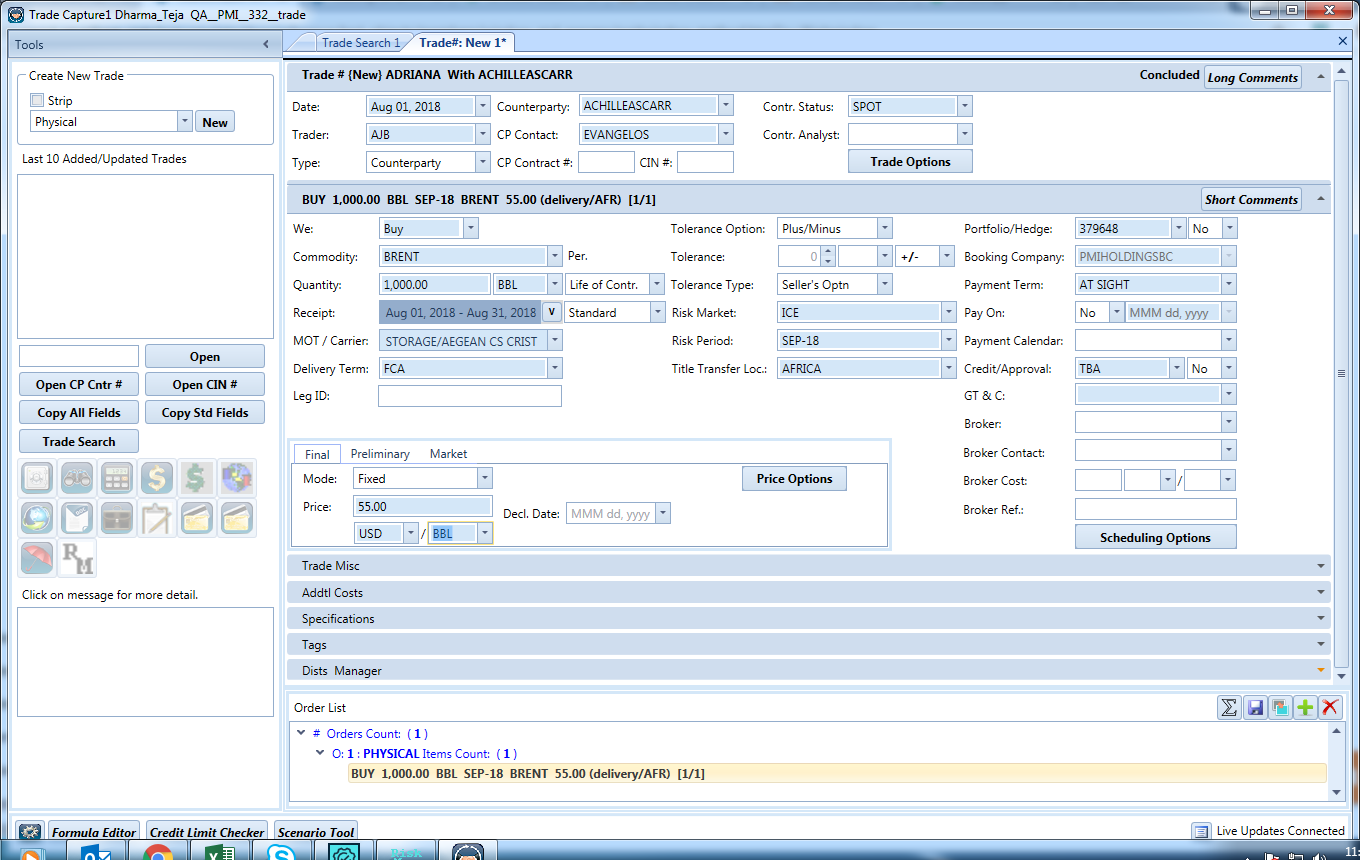 Trade Capture1 Dharma_Teja QA_PMI_332_trade
Tools
Trade Search 1
Trade#: New 1*
Create New Trade
Strip
Physical
New
Last 10 Added/Updated Trades
Open
Open CP Cntr #
Open CIN #
Copy All Fields
Copy Std Fields
Trade Search
RM
Click on message for more detail.
Trade # {New} ADRIANA With ACHILLEASCARR
Concluded
Long Comments
Date:
Aug 01, 2018
Counterparty:
ACHILLEASCARR
Contr. Status:
SPOT
Trader:
AJB
CP Contact:
EVANGELOS
Contr. Analyst:
Type:
Counterparty
CP Contract #:
CIN #:
Trade Options
BUY 1,000.00 BBL SEP-18 BRENT 55.00 (delivery/AFR) [1/1]
Short Comments
We:
Buy
Tolerance Option:
Plus/Minus
Portfolio/Hedge:
379648
No
Commodity:
BRENT
Per.
Tolerance:
0
+/-
Booking Company:
PMIHOLDINGSBC
Quantity:
1,000.00
BBL
Life of Contr.
Tolerance Type:
Seller's Optn
Payment Term:
AT SIGHT
Receipt:
Aug 01, 2018 - Aug 31, 2018
V
Standard
Risk Market:
ICE
Pay On:
No
MMM dd, yyyy
MOT / Carrier:
STORAGE/AEGEAN CS CRIST
Risk Period:
SEP-18
Payment Calendar:
Delivery Term:
FCA
Title Transfer Loc.:
AFRICA
Credit/Approval:
TBA
No
Leg ID:
GT & C:
Broker:
Broker Contact:
Broker Cost:
/
Broker Ref.:
Scheduling Options
Final
Preliminary
Market
Mode:
Fixed
Price Options
Price:
55.00
Decl. Date:
MMM dd, yyyy
USD
/
BBL
Trade Misc
Addtl Costs
Specifications
Tags
Dists Manager
Order List
# Orders Count: ( 1 )
O: 1 : PHYSICAL Items Count: ( 1 )
BUY 1,000.00 BBL SEP-18 BRENT 55.00 (delivery/AFR) [1/1]
Formula Editor
Credit Limit Checker
Scenario Tool
Live Updates Connected
Risk
11: